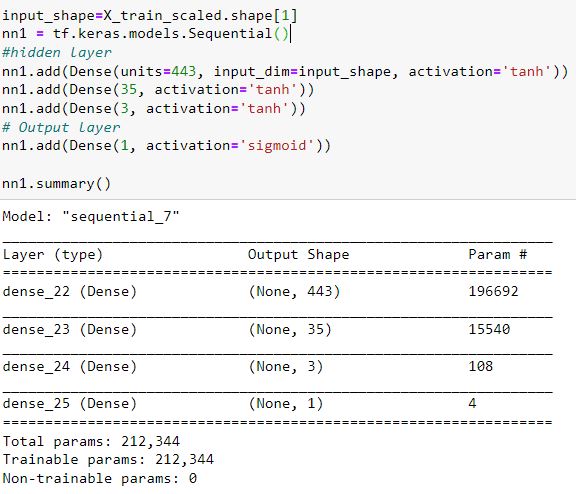 input_shape=X_train_scaled.shape[1]
nn1 = tf.keras.models.Sequential()
#hidden layer
nn1.add(Dense(units=443, input_dim=input_shape, activation='tanh'))
nn1.add(Dense(35, activation='tanh'))
nn1.add(Dense(3, activation='tanh'))
# Output layer
nn1.add(Dense(1, activation='sigmoid'))
nn1.summary()
Model: "sequential_7"
Layer (type) Output Shape Param #
dense_22 (Dense) (None, 443) 196692
dense_23 (Dense) (None, 35) 15540
dense_24 (Dense) (None, 3) 108
dense_25 (Dense) (None, 1) 4
Total params: 212,344
Trainable params: 212,344
Non-trainable params: 0